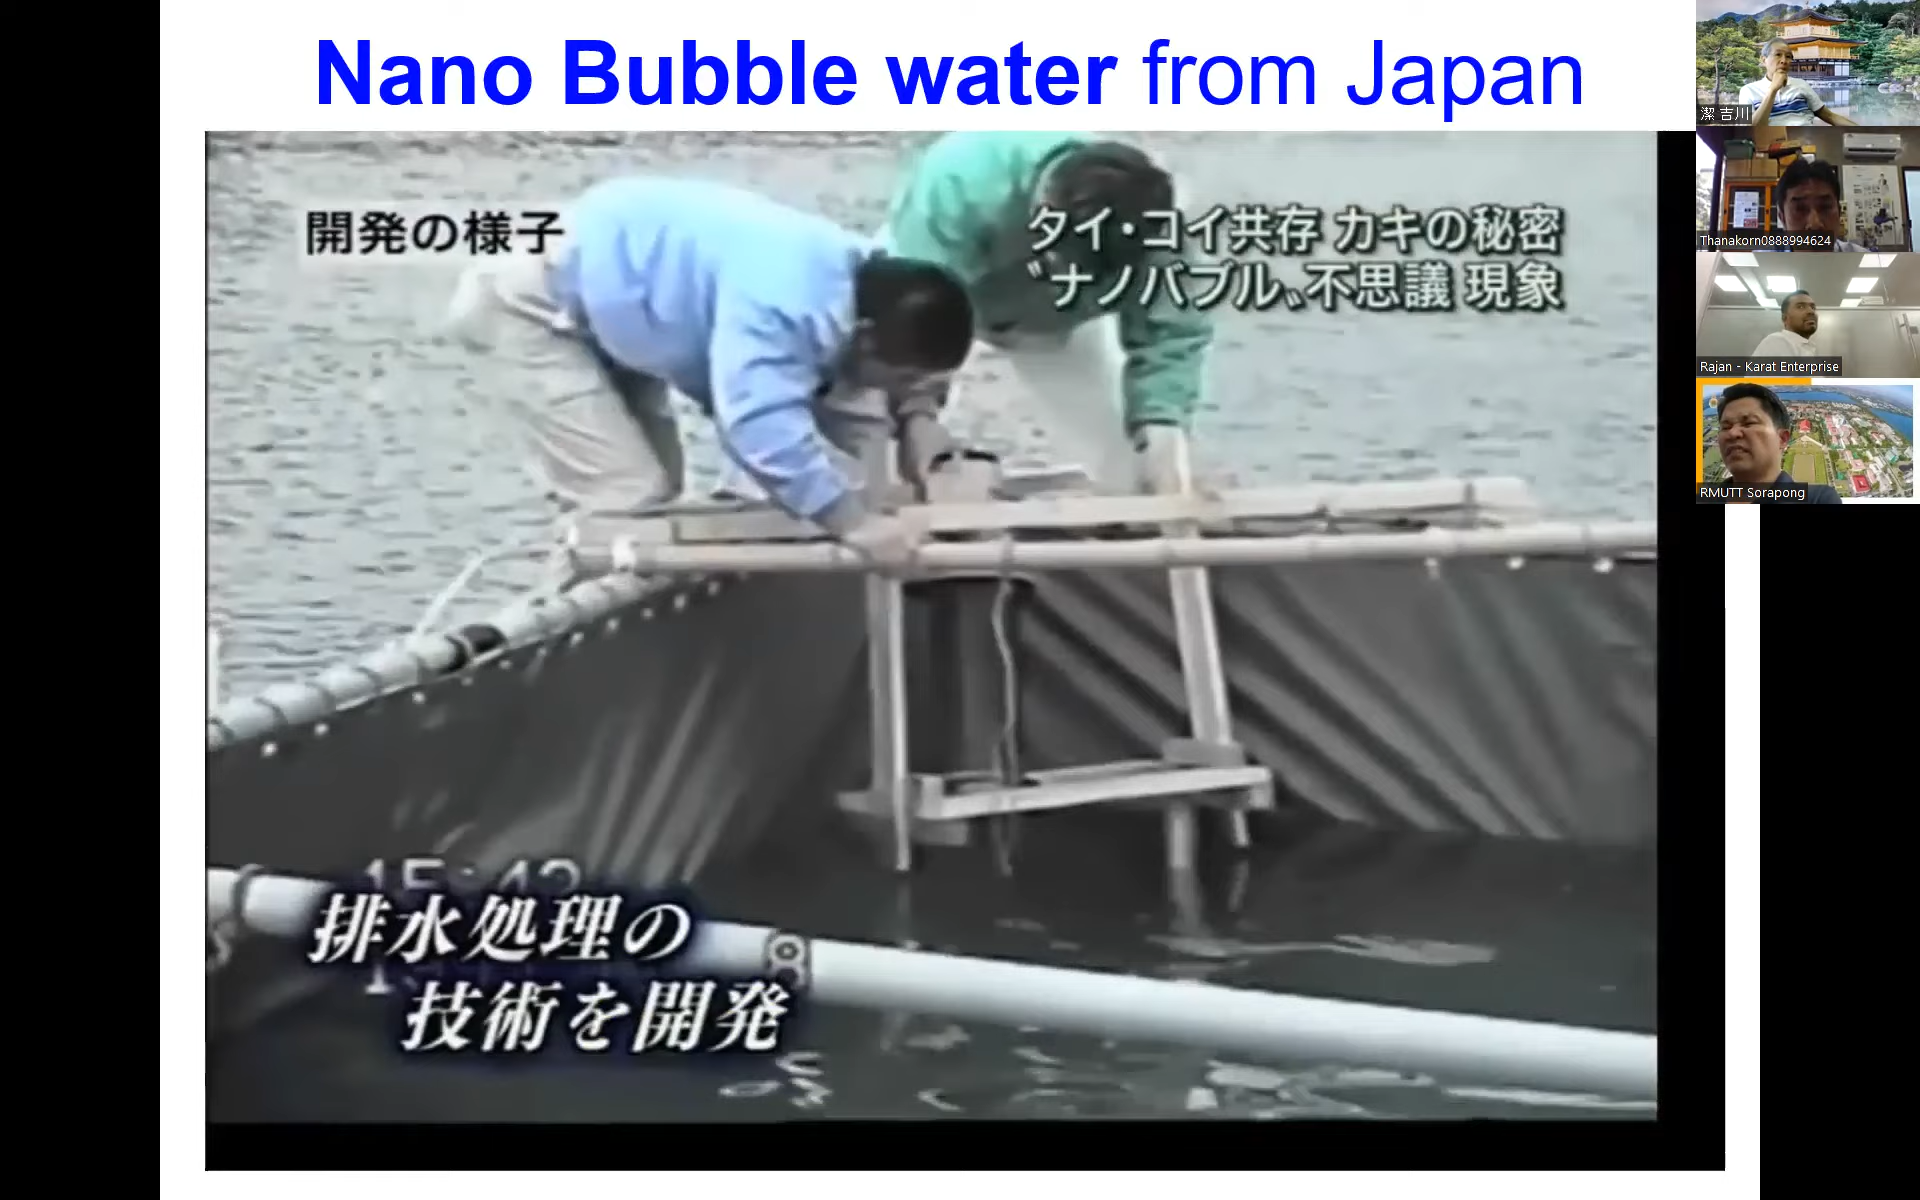 Nano Bubble water from Japan
開発の様子
タイ・コイ共存 カキの秘密
〝ナノバブル〟不思議 現象
15:42
排水処理の
技術を開発
潔 吉川
Thanakorn0888994624
Rajan - Karat Enterprise
RMUTT Sorapong